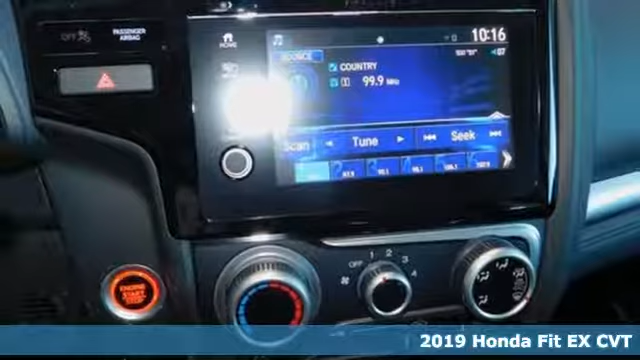 OFF
PASSENGER
AIRBAG
HOME
10:16
SOURCE
COUNTRY
99.9 MHz
Scan
Tune
Seek
ENGINE
START
STOP
OFF 1 2 3 4
2019 Honda Fit EX CVT